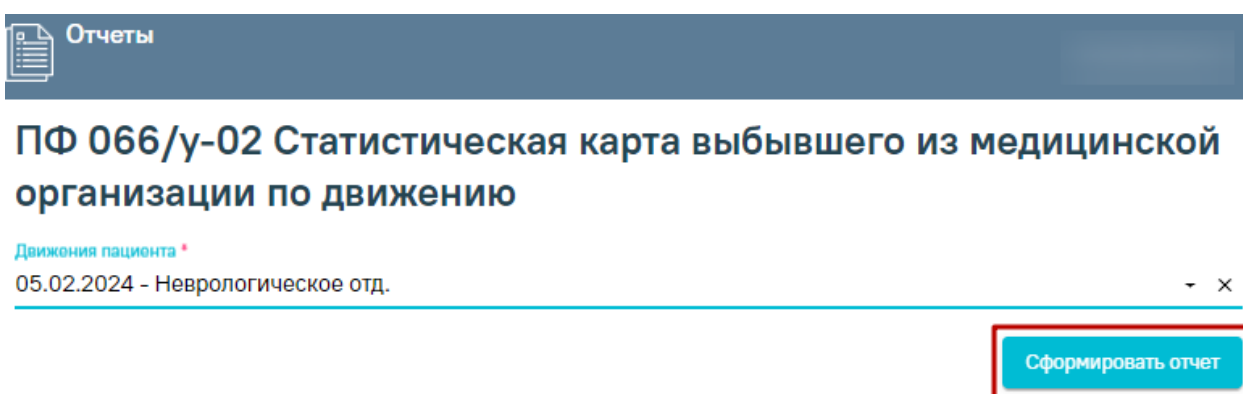 Отчеты
ПФ 066/у-02 Статистическая карта выбывшего из медицинской
организации по движению
Движения пациента *
05.02.2024 - Неврологическое отд.
Сформировать отчет